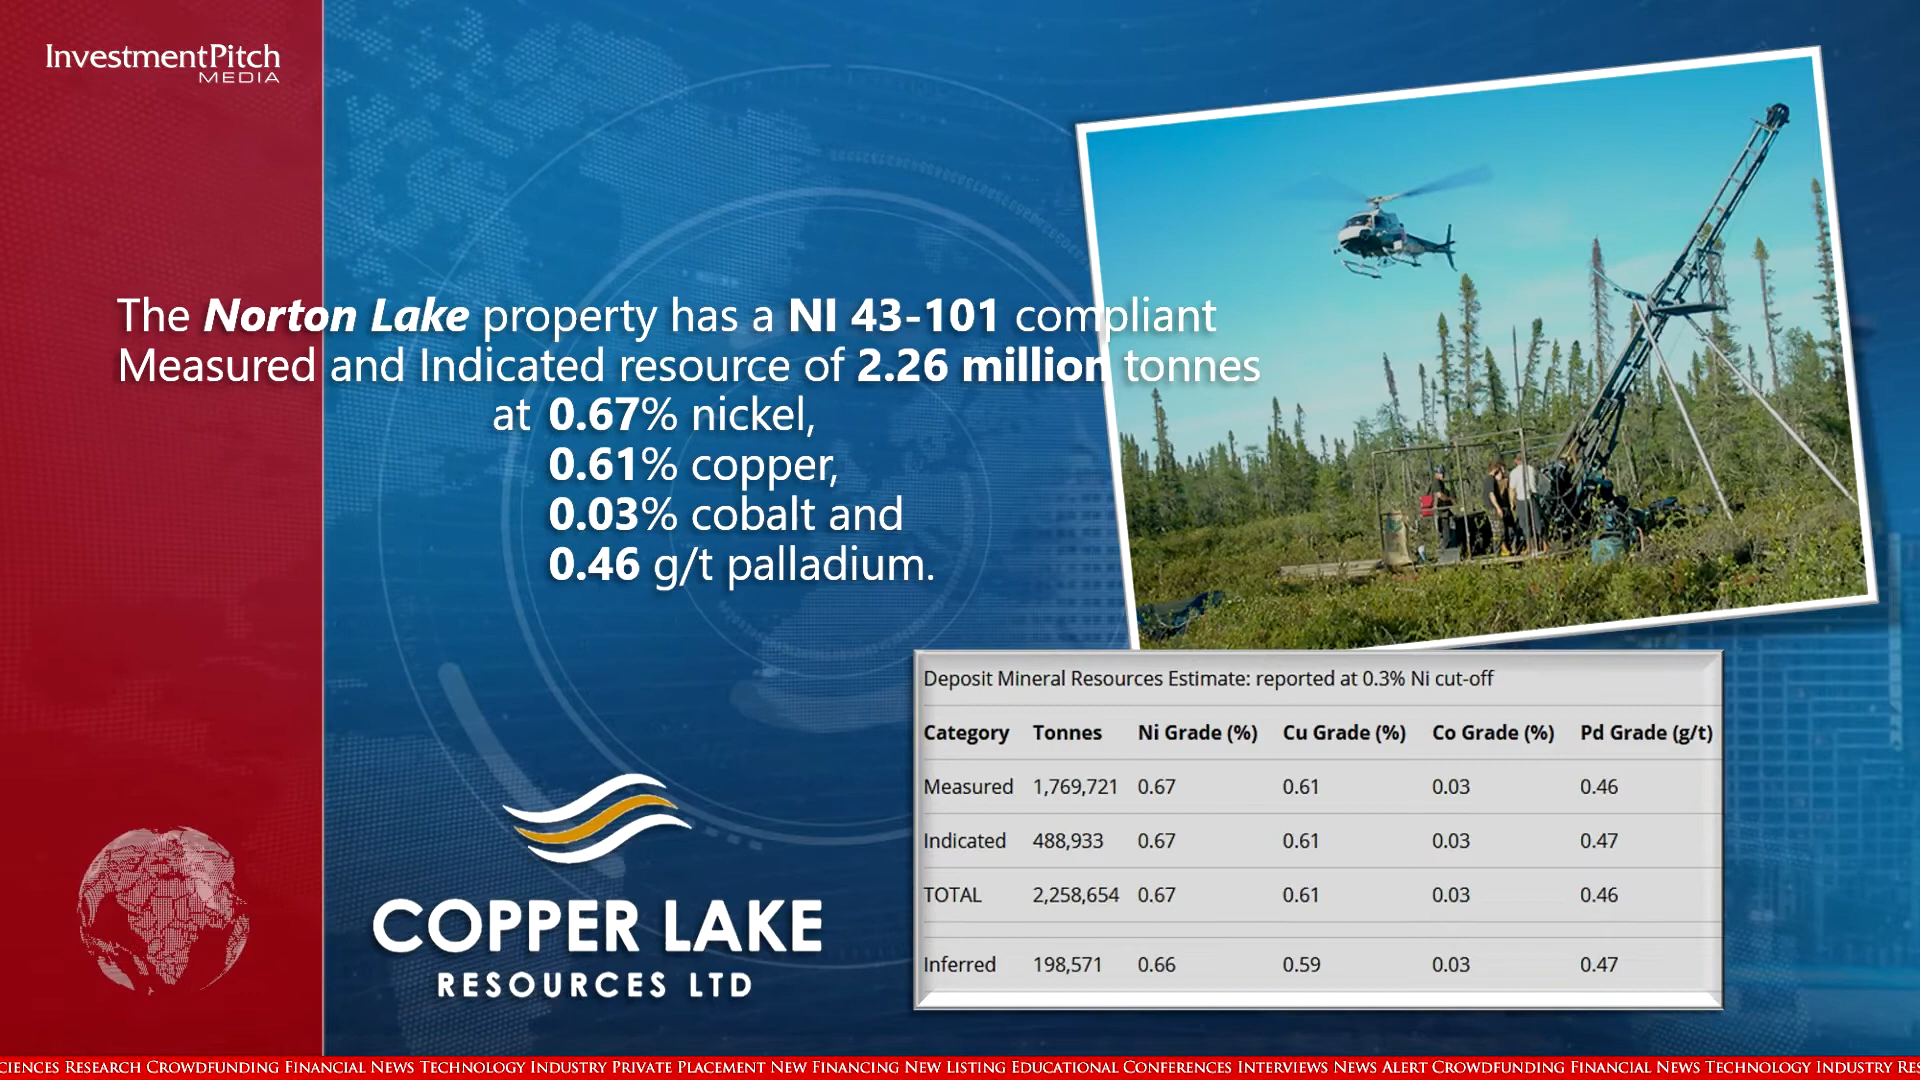 InvestmentPitch
MEDIA
The Norton Lake property has a NI 43-101 compliant
Measured and Indicated resource of 2.26 million tonnes
at 0.67% nickel,
0.61% copper,
0.03% cobalt and
0.46 g/t palladium.
Deposit Mineral Resources Estimate: reported at 0.3% Ni cut-off
Category Tonnes Ni Grade (%) Cu Grade (%) Co Grade (%) Pd Grade (g/t)
Measured 1,769,721 0.67 0.61 0.03 0.46
Indicated 488,933 0.67 0.61 0.03 0.47
TOTAL 2,258,654 0.67 0.61 0.03 0.46
Inferred 198,571 0.66 0.59 0.03 0.47
COPPER LAKE
RESOURCES LTD
CIENCES RESEARCH CROWDFUNDING FINANCIAL NEWS TECHNOLOGY INDUSTRY PRIVATE PLACEMENT NEW FINANCING NEW LISTING EDUCATIONAL CONFERENCES INTERVIEWS NEWS ALERT CROWDFUNDING FINANCIAL NEWS TECHNOLOGY INDUSTRY RES